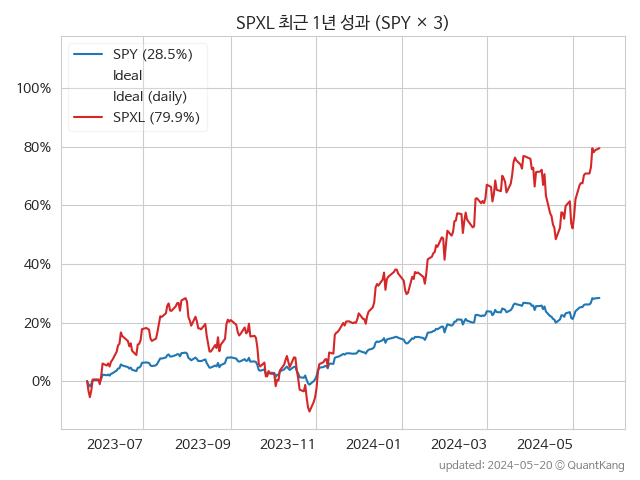 SPXL 최근 1년 성과 (SPY × 3)
SPY (28.5%)
Ideal
Ideal (daily)
SPXL (79.9%)
100%
80%
60%
40%
20%
0%
2023-07 2023-09 2023-11 2024-01 2024-03 2024-05
updated: 2024-05-20 © QuantKang